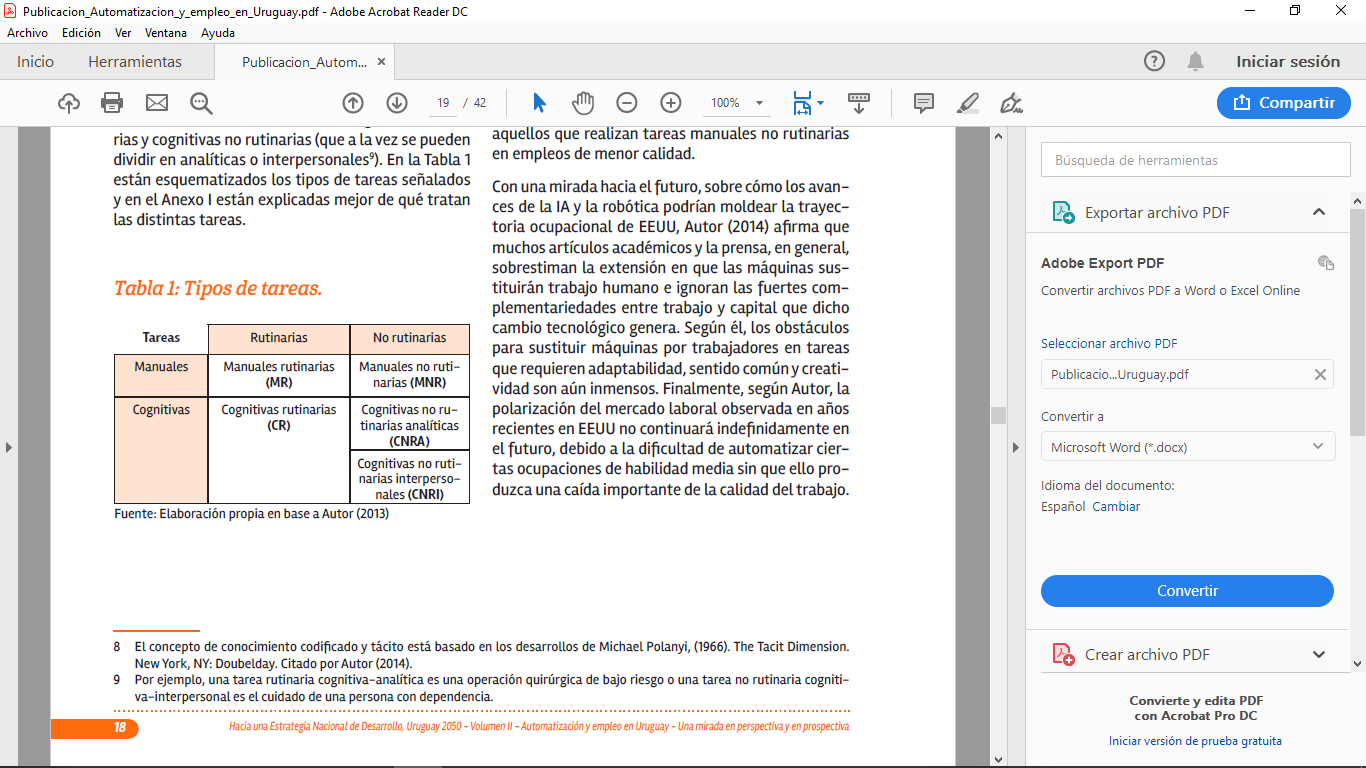 Publicacion_Automatizacion_y_empleo_en_Uruguay.pdf - Adobe Acrobat Reader DC
Archivo Edición Ver Ventana Ayuda
Inicio Herramientas Publicacion_Autom... ×
Iniciar sesión
19 / 42 100% Compartir
rias y cognitivas no rutinarias (que a la vez se pueden
dividir en analíticas o interpersonales⁹). En la Tabla 1
están esquematizados los tipos de tareas señalados
y en el Anexo I están explicadas mejor de qué tratan
las distintas tareas.
Tabla 1: Tipos de tareas.
Tareas Rutinarias No rutinarias
Manuales Manuales rutinarias (MR) Manuales no ruti-
narias (MNR)
Cognitivas Cognitivas rutinarias (CR) Cognitivas no ru-
tinarias analíticas
(CNRA)
Cognitivas no ruti-
narias interperso-
nales (CNRI)
Fuente: Elaboración propia en base a Autor (2013)
aquellos que realizan tareas manuales no rutinarias
en empleos de menor calidad.
Con una mirada hacia el futuro, sobre cómo los avan-
ces de la IA y la robótica podrían moldear la trayec-
toria ocupacional de EEUU, Autor (2014) afirma que
muchos artículos académicos y la prensa, en general,
sobrestiman la extensión en que las máquinas sus-
tituirán trabajo humano e ignoran las fuertes com-
plementariedades entre trabajo y capital que dicho
cambio tecnológico genera. Según él, los obstáculos
para sustituir máquinas por trabajadores en tareas
que requieren adaptabilidad, sentido común y creati-
vidad son aún inmensos. Finalmente, según Autor, la
polarización del mercado laboral observada en años
recientes en EEUU no continuará indefinidamente en
el futuro, debido a la dificultad de automatizar cier-
tas ocupaciones de habilidad media sin que ello pro-
duzca una caída importante de la calidad del trabajo.
8 El concepto de conocimiento codificado y tácito está basado en los desarrollos de Michael Polanyi, (1966). The Tacit Dimension.
New York, NY: Doubelday. Citado por Autor (2014).
9 Por ejemplo, una tarea rutinaria cognitiva-analítica es una operación quirúrgica de bajo riesgo o una tarea no rutinaria cogniti-
va-interpersonal es el cuidado de una persona con dependencia.
18 Hacia una Estrategia Nacional de Desarrollo, Uruguay 2050 - Volumen II - Automatización y empleo en Uruguay - Una mirada en perspectiva y en prospectiva
Búsqueda de herramientas
Exportar archivo PDF
Adobe Export PDF
Convertir archivos PDF a Word o Excel Online
Seleccionar archivo PDF
Publicacio...Uruguay.pdf
Convertir a
Microsoft Word (*.docx)
Idioma del documento:
Español Cambiar
Convertir
Crear archivo PDF
Convierte y edita PDF
con Acrobat Pro DC
Iniciar versión de prueba gratuita